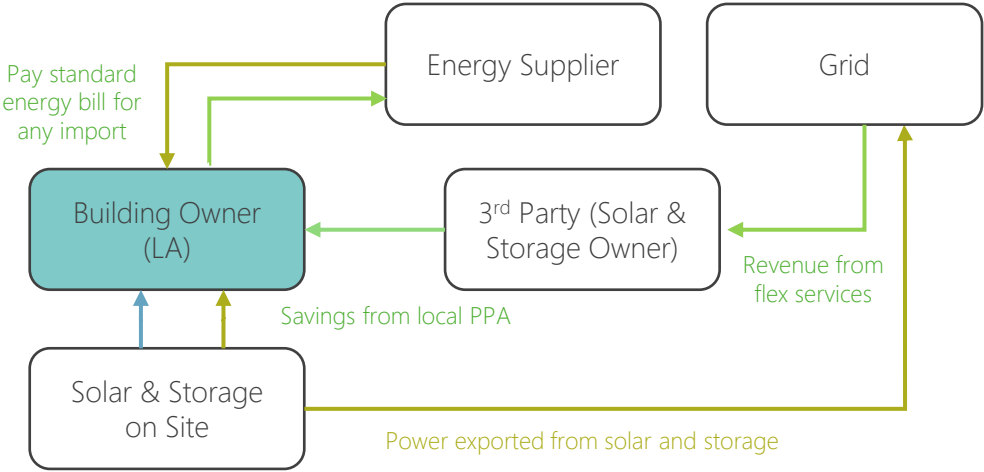 Pay standard
energy bill for
any import
Energy Supplier
Grid
Building Owner
(LA)
3rd Party (Solar &
Storage Owner)
Revenue from
flex services
Savings from local PPA
Solar & Storage
on Site
Power exported from solar and storage